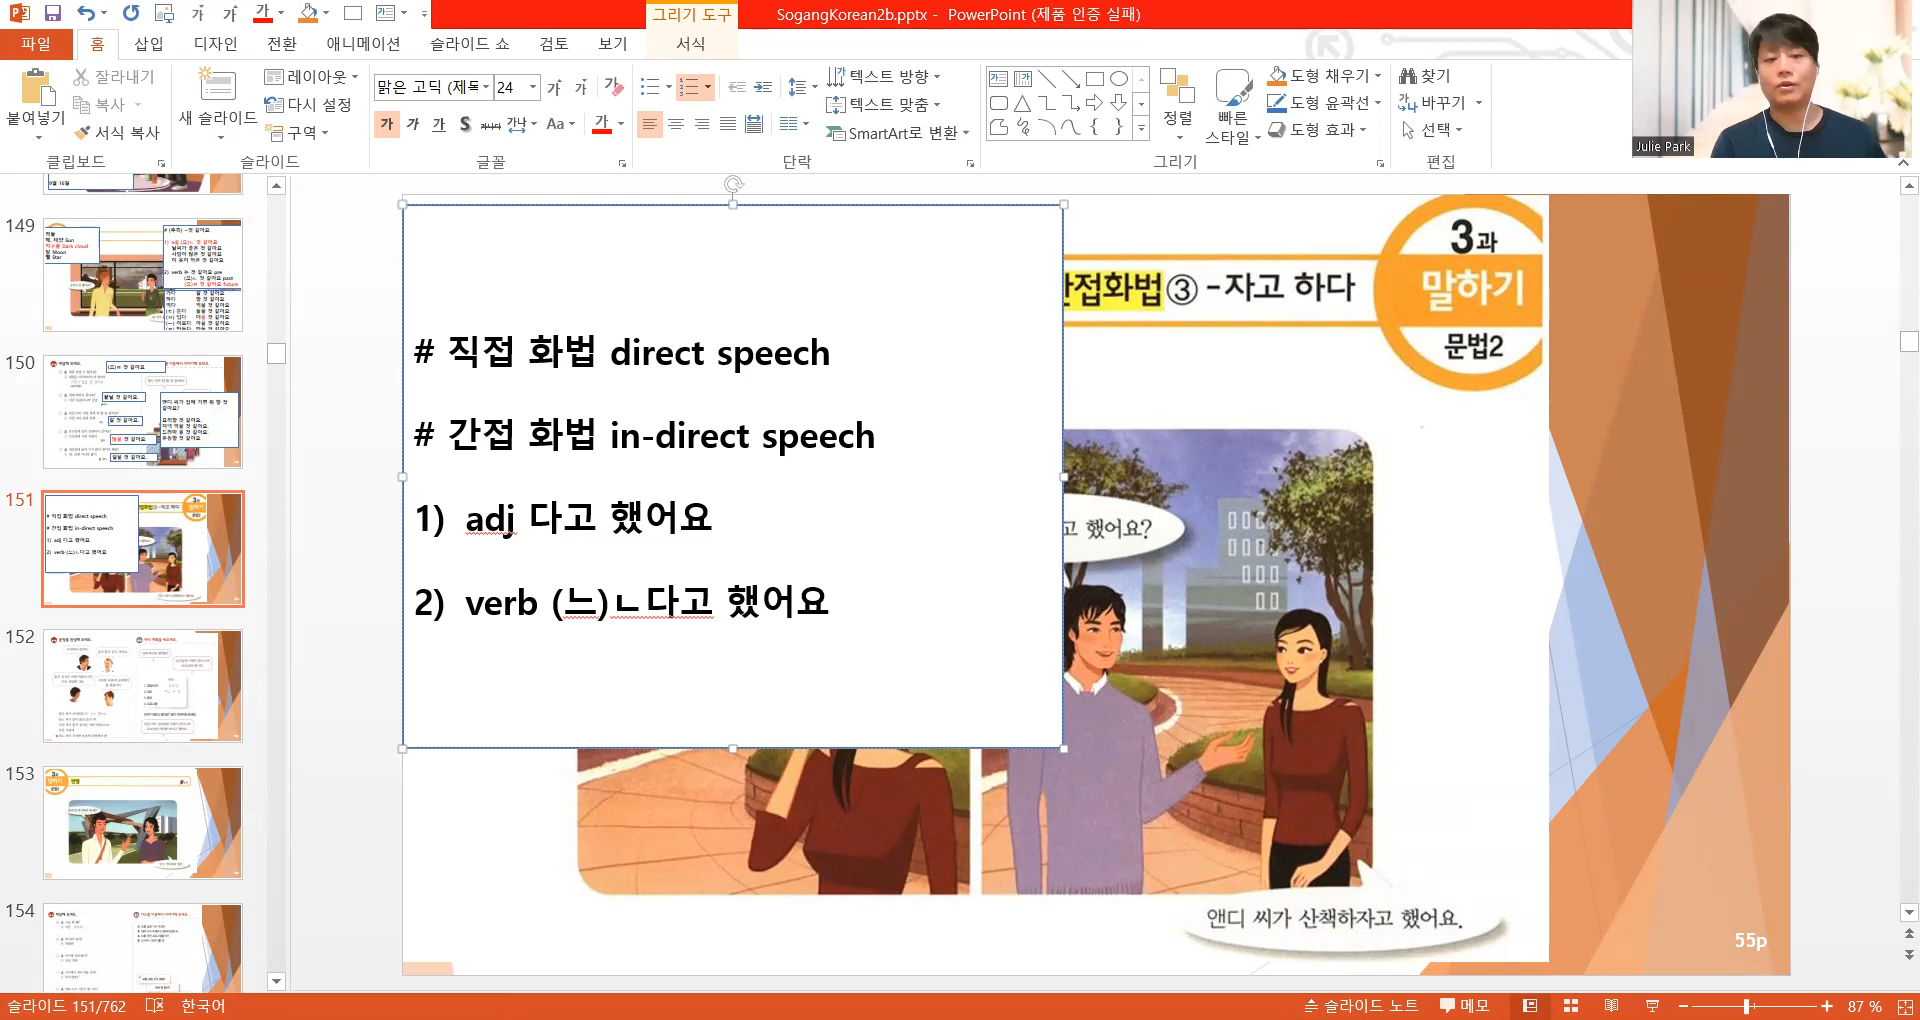 그리기 도구
SogangKorean2b.pptx - PowerPoint (제품 인증 실패)
파일
홈
삽입
디자인
전환
애니메이션
슬라이드 쇼
검토
보기
서식
붙여넣기
잘라내기
복사
서식 복사
클립보드
새 슬라이드
레이아웃
다시 설정
구역
슬라이드
맑은 고딕 (제목
24
글꼴
텍스트 방향
텍스트 맞춤
SmartArt로 변환
단락
정렬
빠른 스타일
도형 채우기
도형 윤곽선
도형 효과
그리기
찾기
바꾸기
선택
편집
Julie Park
149
150
151
152
153
154
# 직접 화법 direct speech
# 간접 화법 in-direct speech
1) adj 다고 했어요
2) verb (느)ㄴ다고 했어요
간접화법③ -자고 하다
3과
말하기
문법2
고 했어요?
앤디 씨가 산책하자고 했어요.
55p
슬라이드 151/762
한국어
슬라이드 노트
메모
87 %